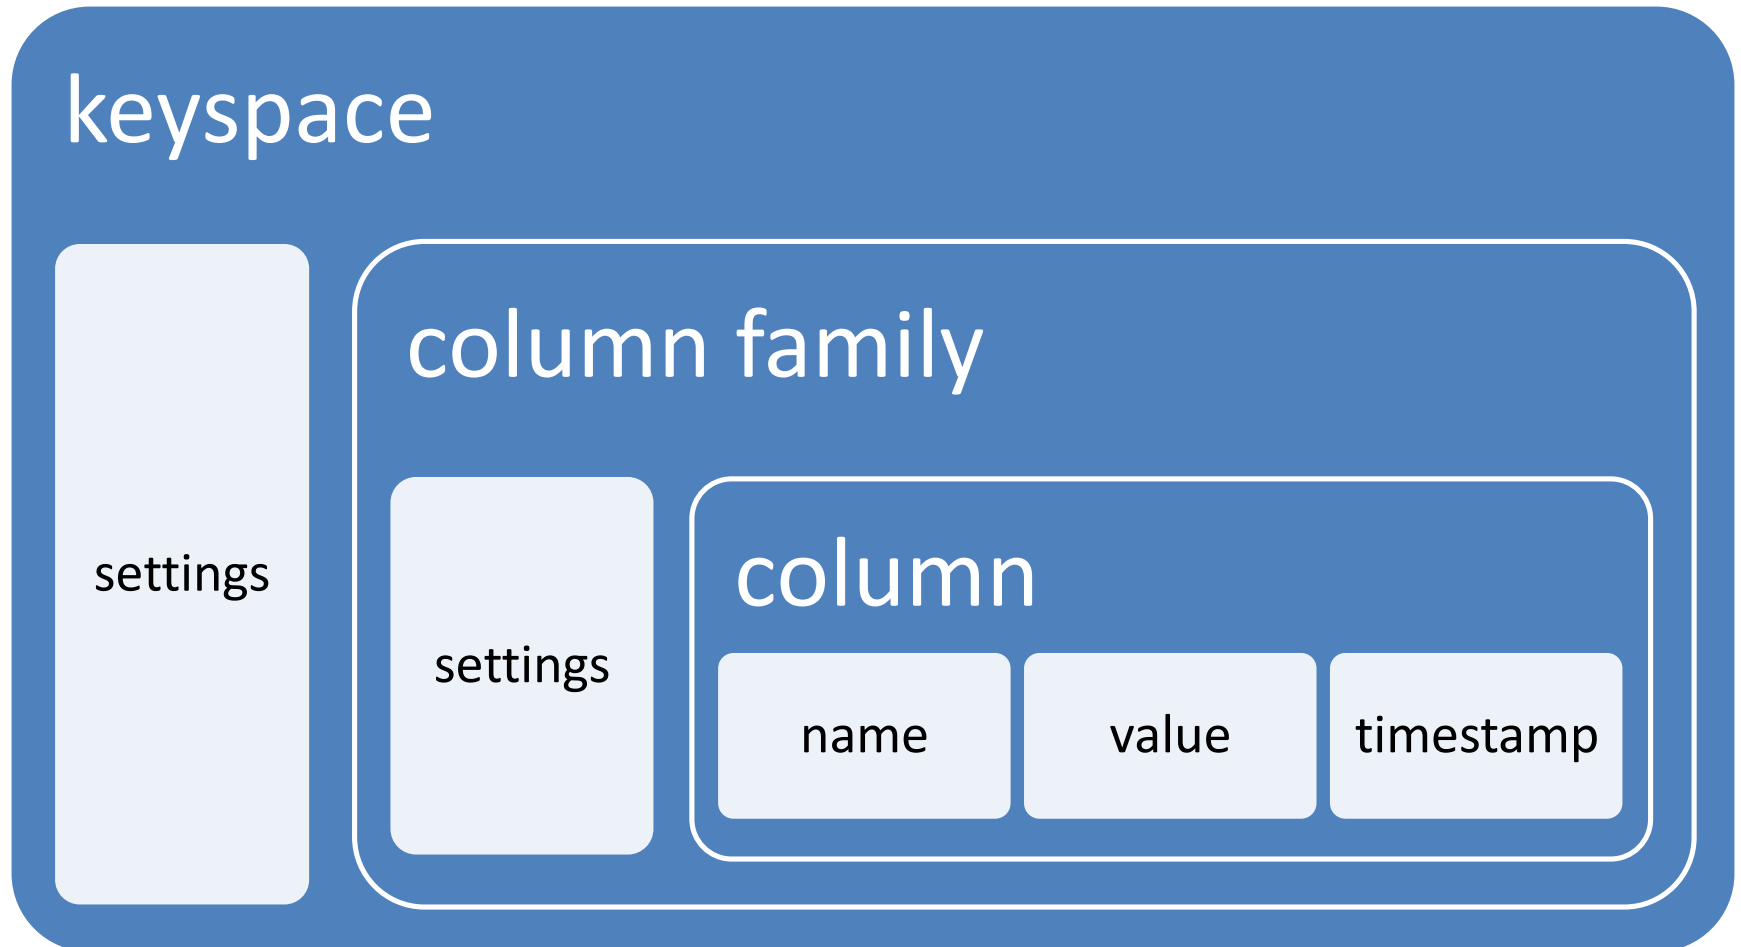 keyspace
settings
column family
settings
column
name
value
timestamp